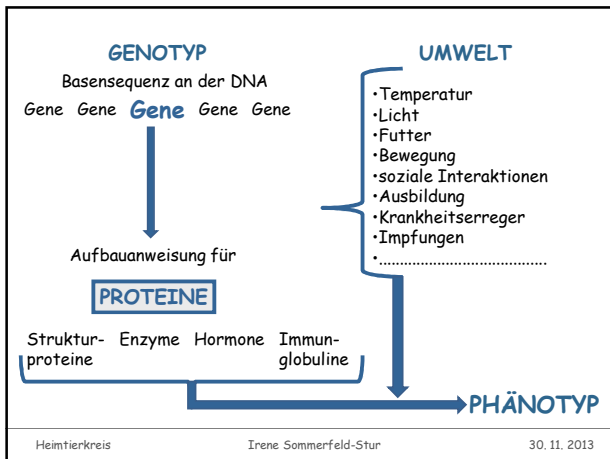 GENOTYP
Basensequenz an der DNA
Gene Gene Gene Gene Gene
Aufbauanweisung für
PROTEINE
Struktur- Enzyme Hormone Immun-
proteine globuline
UMWELT
•Temperatur
•Licht
•Futter
•Bewegung
•soziale Interaktionen
•Ausbildung
•Krankheitserreger
•Impfungen
•......................................
PHÄNOTYP
Heimtierkreis Irene Sommerfeld-Stur 30, 11, 2013